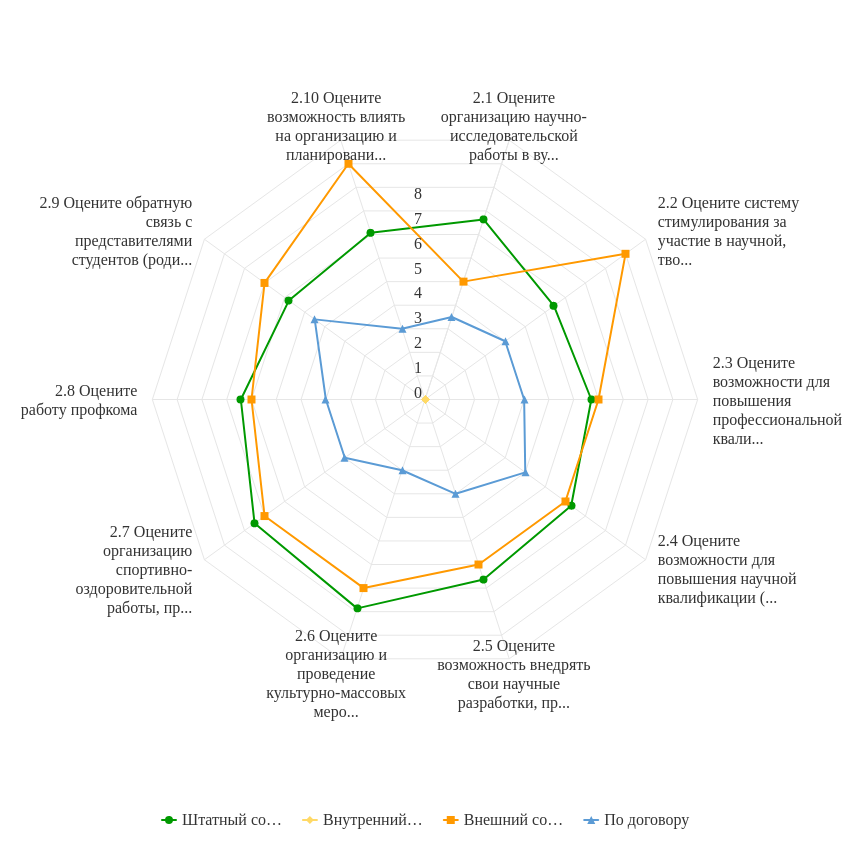 2.10 Оцените
возможность влиять
на организацию и
планировани...
2.1 Оцените
организацию научно-
исследовательской
работы в ву...
2.2 Оцените систему
стимулирования за
участие в научной,
тво...
2.3 Оцените
возможности для
повышения
профессиональной
квали...
2.4 Оцените
возможности для
повышения научной
квалификации (...
2.5 Оцените
возможность внедрять
свои научные
разработки, пр...
2.6 Оцените
организацию и
проведение
культурно-массовых
меро...
2.7 Оцените
организацию
спортивно-
оздоровительной
работы, пр...
2.8 Оцените
работу профкома
2.9 Оцените обратную
связь с
представителями
студентов (роди...
8
7
6
5
4
3
2
1
0
Штатный со…
Внутренний…
Внешний со…
По договору